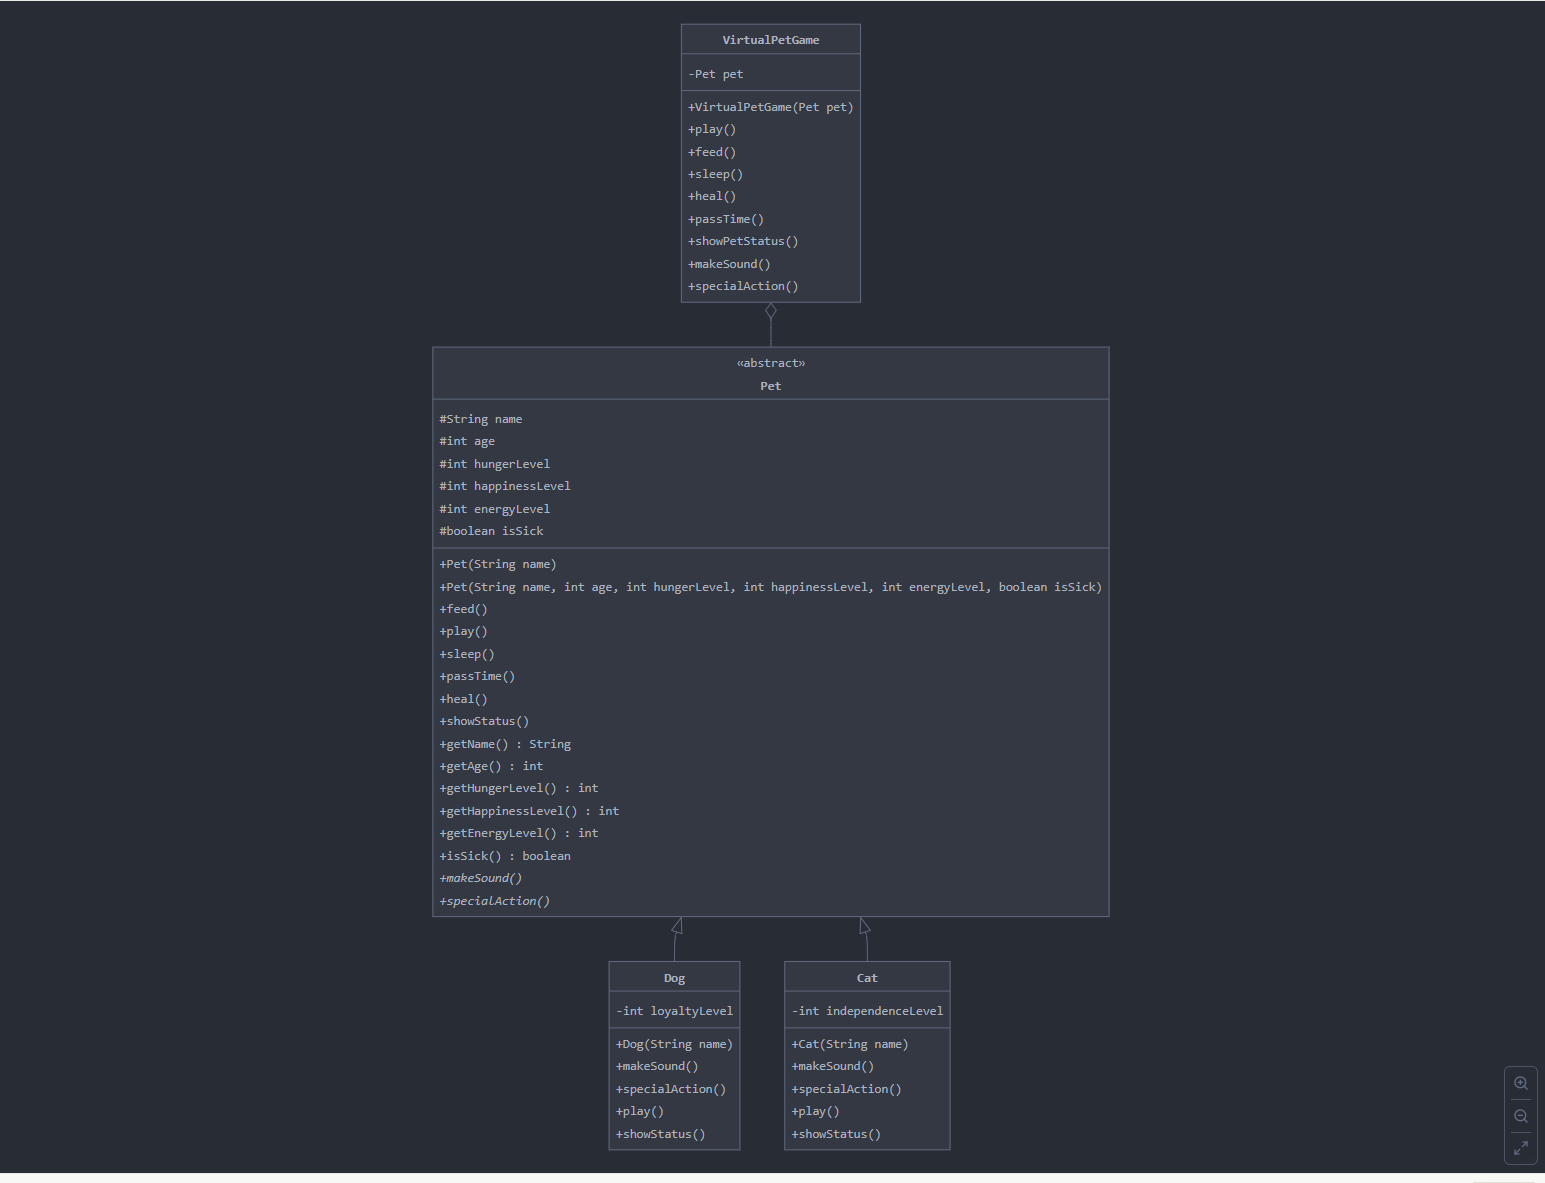 VirtualPetGame
-Pet pet
+VirtualPetGame(Pet pet)
+play()
+feed()
+sleep()
+heal()
+passTime()
+showPetStatus()
+makeSound()
+specialAction()
«abstract»
Pet
#String name
#int age
#int hungerLevel
#int happinessLevel
#int energyLevel
#boolean isSick
+Pet(String name)
+Pet(String name, int age, int hungerLevel, int happinessLevel, int energyLevel, boolean isSick)
+feed()
+play()
+sleep()
+passTime()
+heal()
+showStatus()
+getName() : String
+getAge() : int
+getHungerLevel() : int
+getHappinessLevel() : int
+getEnergyLevel() : int
+isSick() : boolean
+makeSound()
+specialAction()
Dog
-int loyaltyLevel
+Dog(String name)
+makeSound()
+specialAction()
+play()
+showStatus()
Cat
-int independenceLevel
+Cat(String name)
+makeSound()
+specialAction()
+play()
+showStatus()